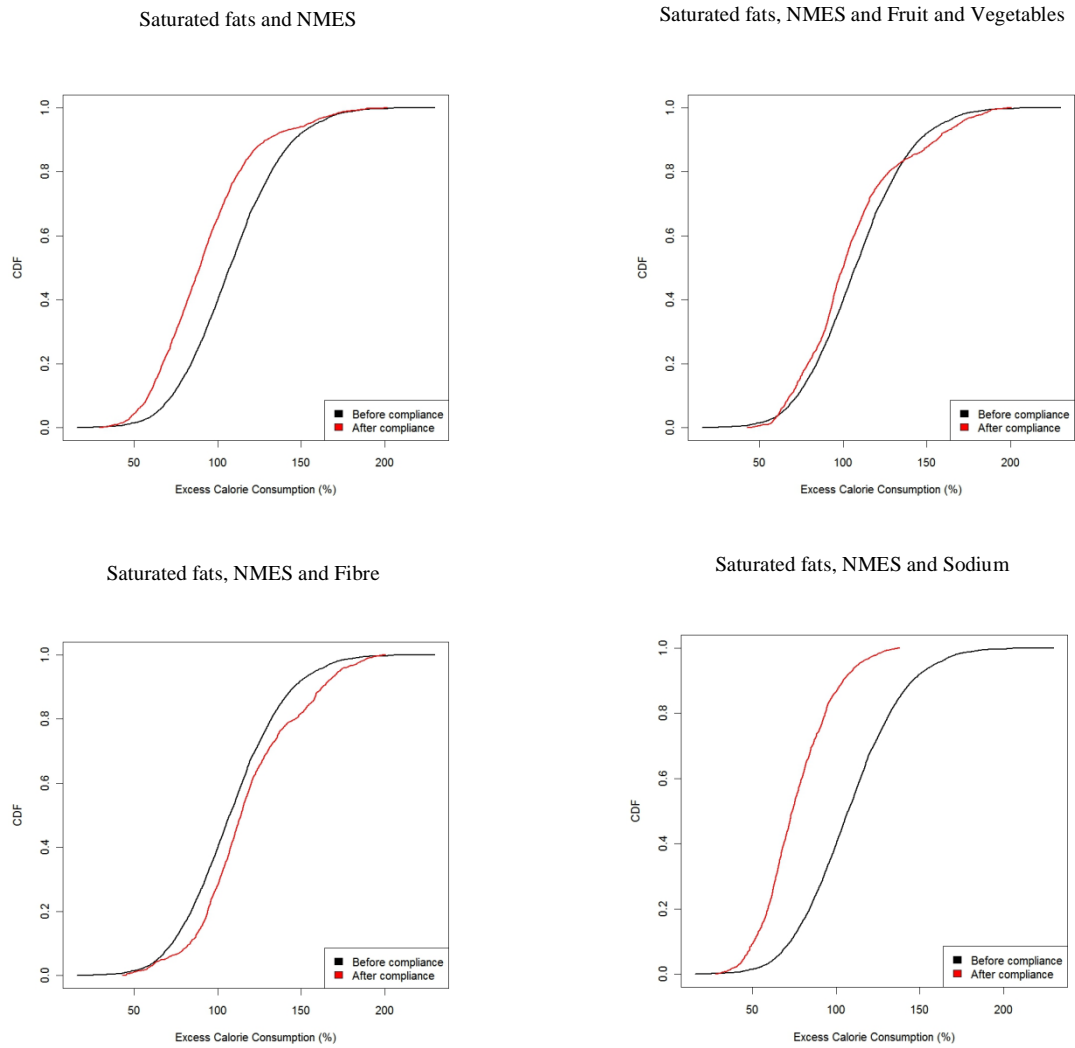 Saturated fats and NMES
CDF
1.0
0.8
0.6
0.4
0.2
0.0
Before compliance
After compliance
50 100 150 200
Excess Calorie Consumption (%)
Saturated fats, NMES and Fruit and Vegetables
CDF
1.0
0.8
0.6
0.4
0.2
0.0
Before compliance
After compliance
50 100 150 200
Excess Calorie Consumption (%)
Saturated fats, NMES and Fibre
CDF
1.0
0.8
0.6
0.4
0.2
0.0
Before compliance
After compliance
50 100 150 200
Excess Calorie Consumption (%)
Saturated fats, NMES and Sodium
CDF
1.0
0.8
0.6
0.4
0.2
0.0
Before compliance
After compliance
50 100 150 200
Excess Calorie Consumption (%)